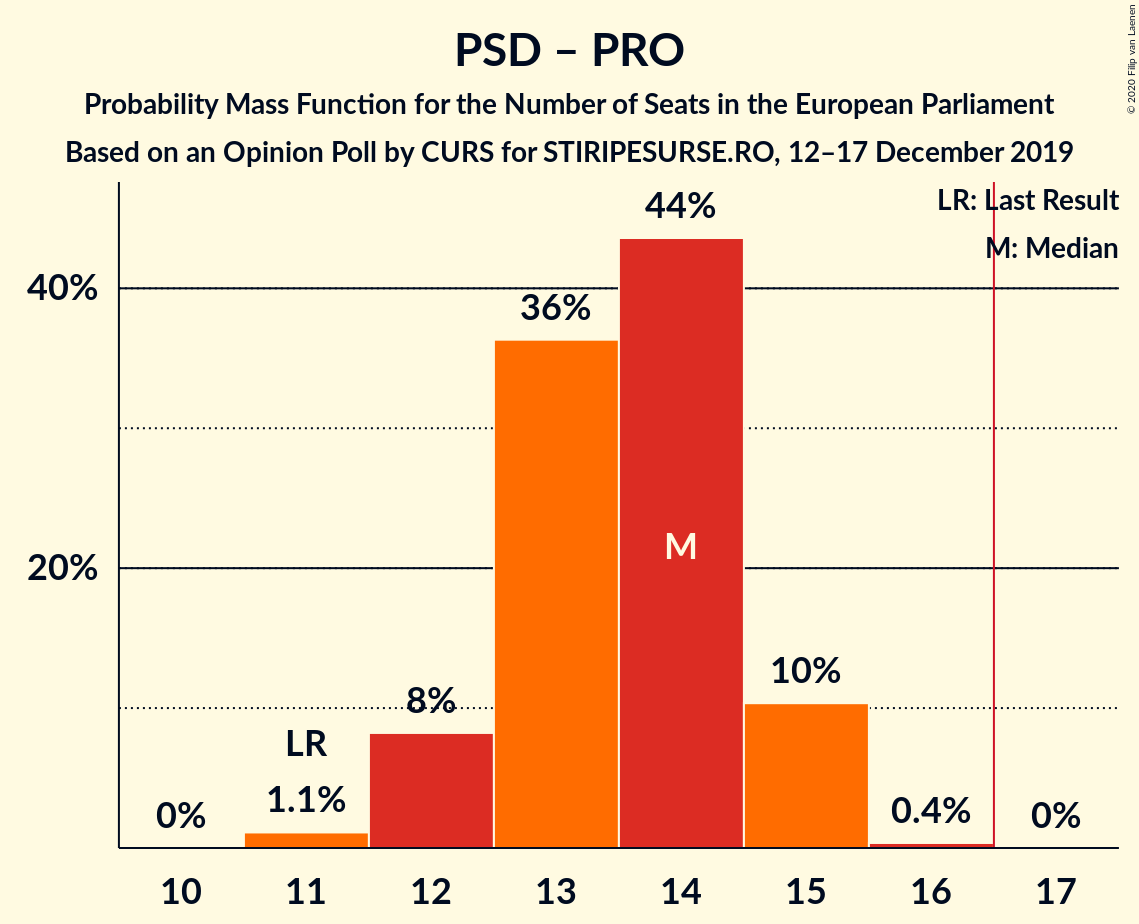 PSD – PRO
Probability Mass Function for the Number of Seats in the European Parliament
Based on an Opinion Poll by CURS for STIRIPESURSE.RO, 12–17 December 2019
© 2020 Filip van Laenen
LR: Last Result
M: Median
40%
20%
0%
LR
1.1%
8%
36%
44%
M
10%
0.4%
0%
10 11 12 13 14 15 16 17